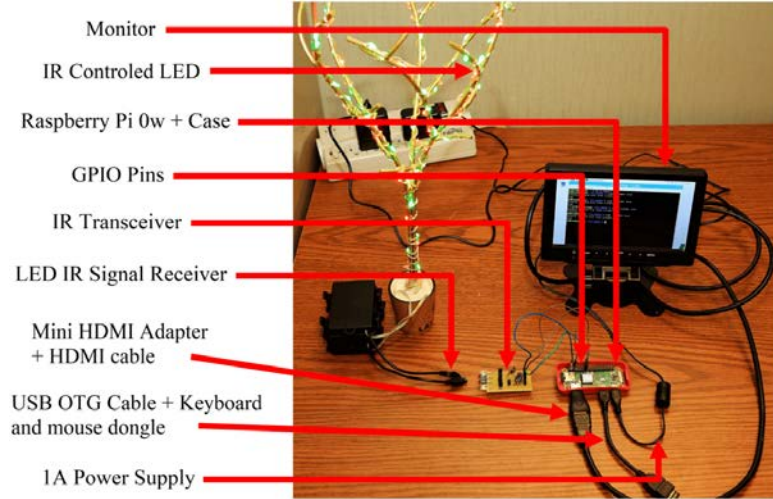 Monitor
IR Controled LED
Raspberry Pi 0w + Case
GPIO Pins
IR Transceiver
LED IR Signal Receiver
Mini HDMI Adapter
+ HDMI cable
USB OTG Cable + Keyboard
and mouse dongle
1A Power Supply